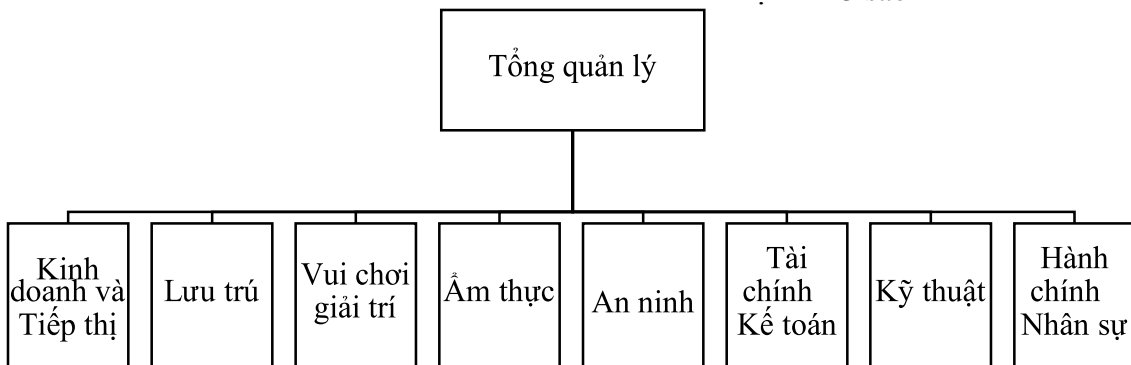 Tổng quản lý
Kinh
doanh và
Tiếp thị
Lưu trú
Vui chơi
giải trí
Ẩm thực
An ninh
Tài
chính
Kế toán
Kỹ thuật
Hành
chính
Nhân sự